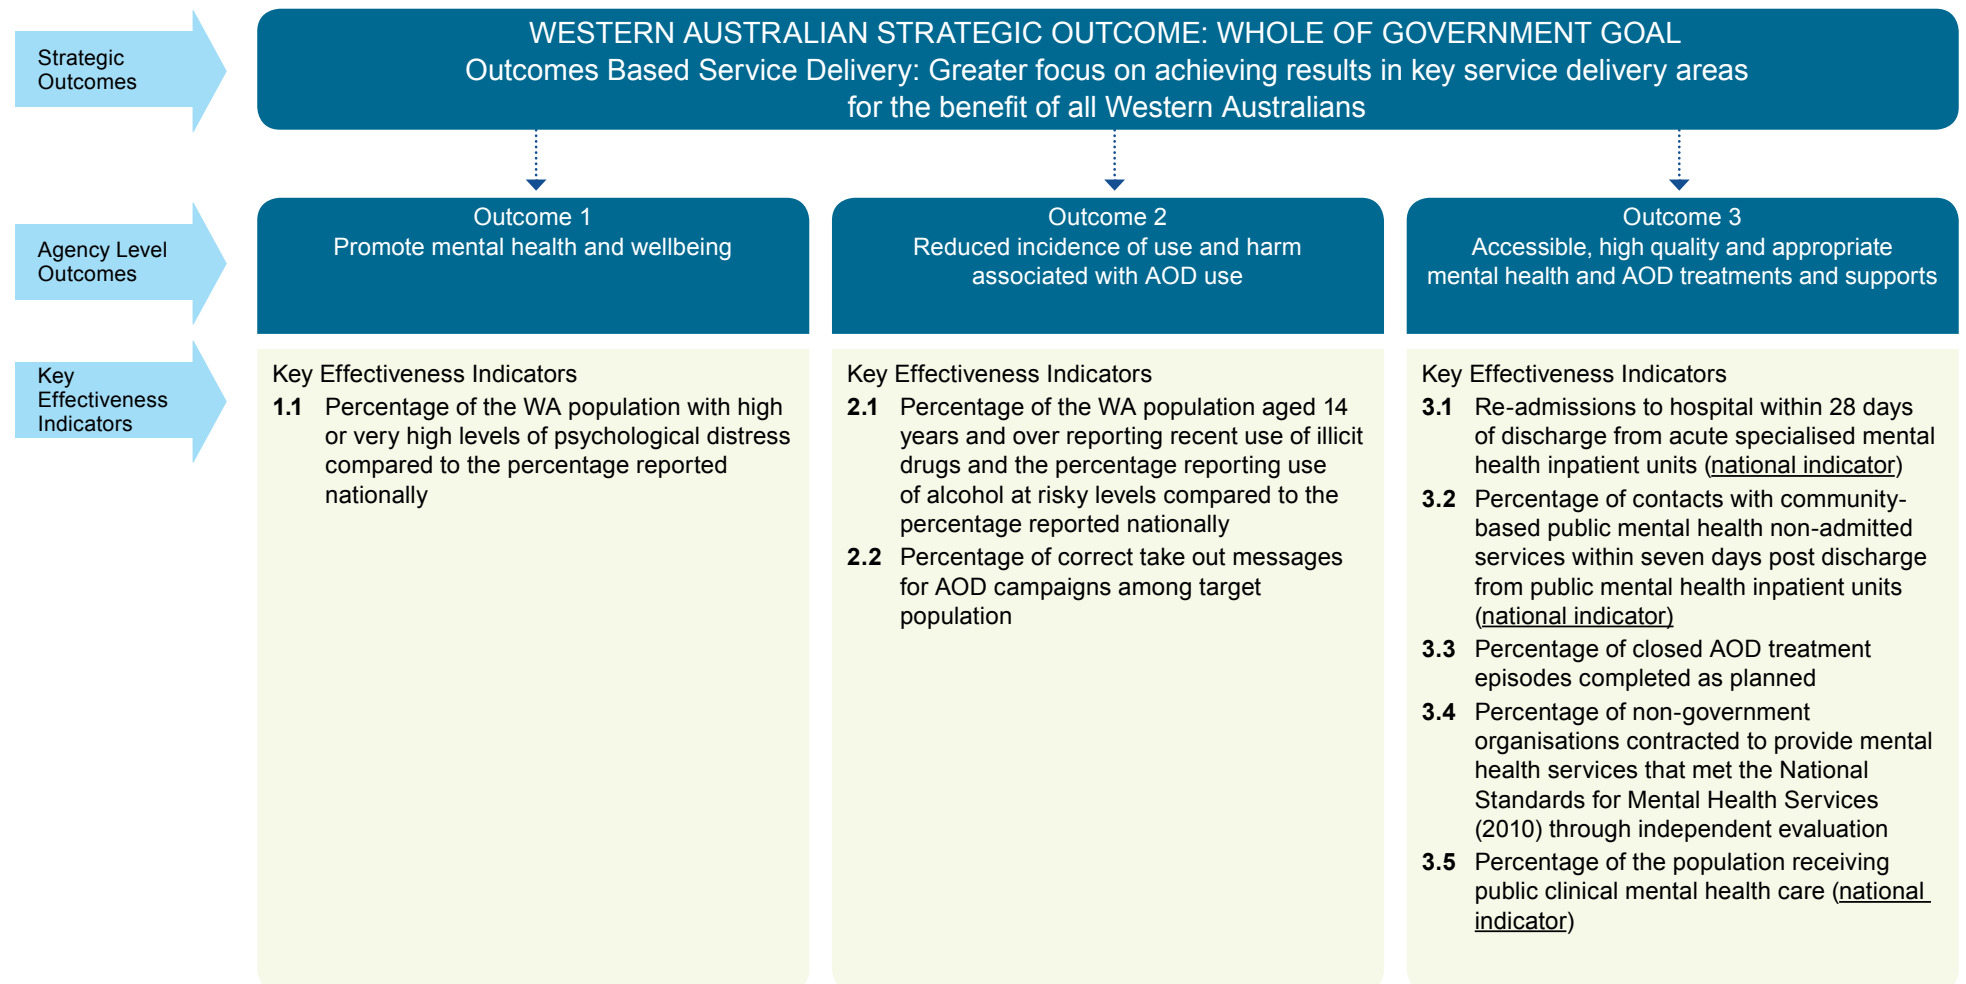 Strategic
Outcomes
WESTERN AUSTRALIAN STRATEGIC OUTCOME: WHOLE OF GOVERNMENT GOAL
Outcomes Based Service Delivery: Greater focus on achieving results in key service delivery areas
for the benefit of all Western Australians
Agency Level
Outcomes
Outcome 1
Promote mental health and wellbeing
Outcome 2
Reduced incidence of use and harm
associated with AOD use
Outcome 3
Accessible, high quality and appropriate
mental health and AOD treatments and supports
Key
Effectiveness
Indicators
Key Effectiveness Indicators
1.1 Percentage of the WA population with high
or very high levels of psychological distress
compared to the percentage reported
nationally
Key Effectiveness Indicators
2.1 Percentage of the WA population aged 14
years and over reporting recent use of illicit
drugs and the percentage reporting use
of alcohol at risky levels compared to the
percentage reported nationally
2.2 Percentage of correct take out messages
for AOD campaigns among target
population
Key Effectiveness Indicators
3.1 Re-admissions to hospital within 28 days
of discharge from acute specialised mental
health inpatient units (national indicator)
3.2 Percentage of contacts with community-
based public mental health non-admitted
services within seven days post discharge
from public mental health inpatient units
(national indicator)
3.3 Percentage of closed AOD treatment
episodes completed as planned
3.4 Percentage of non-government
organisations contracted to provide mental
health services that met the National
Standards for Mental Health Services
(2010) through independent evaluation
3.5 Percentage of the population receiving
public clinical mental health care (national
indicator)